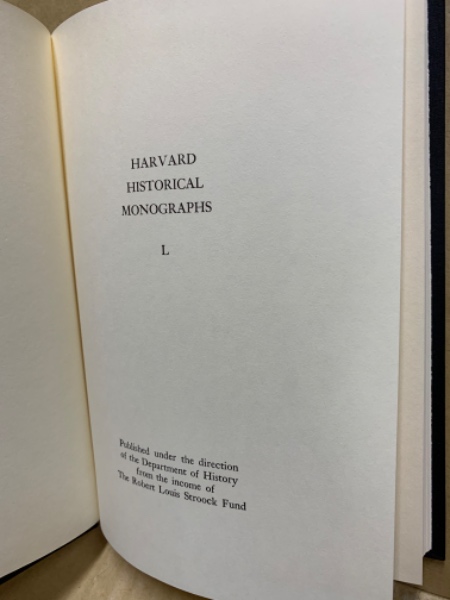 HARVARD
HISTORICAL
MONOGRAPHS
L
Published under the direction
of the Department of History
from the income of
The Robert Louis Stroock Fund